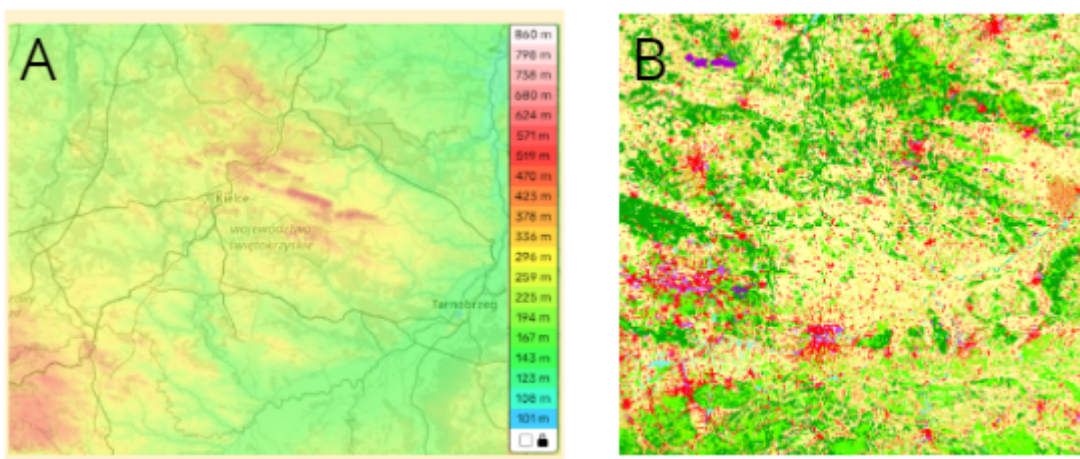 A
B
860 m
798 m
738 m
680 m
624 m
571 m
519 m
470 m
423 m
378 m
336 m
296 m
259 m
225 m
194 m
167 m
143 m
123 m
108 m
101 m
Kielce
województwo
świętokrzyskie
Tarnobrzeg